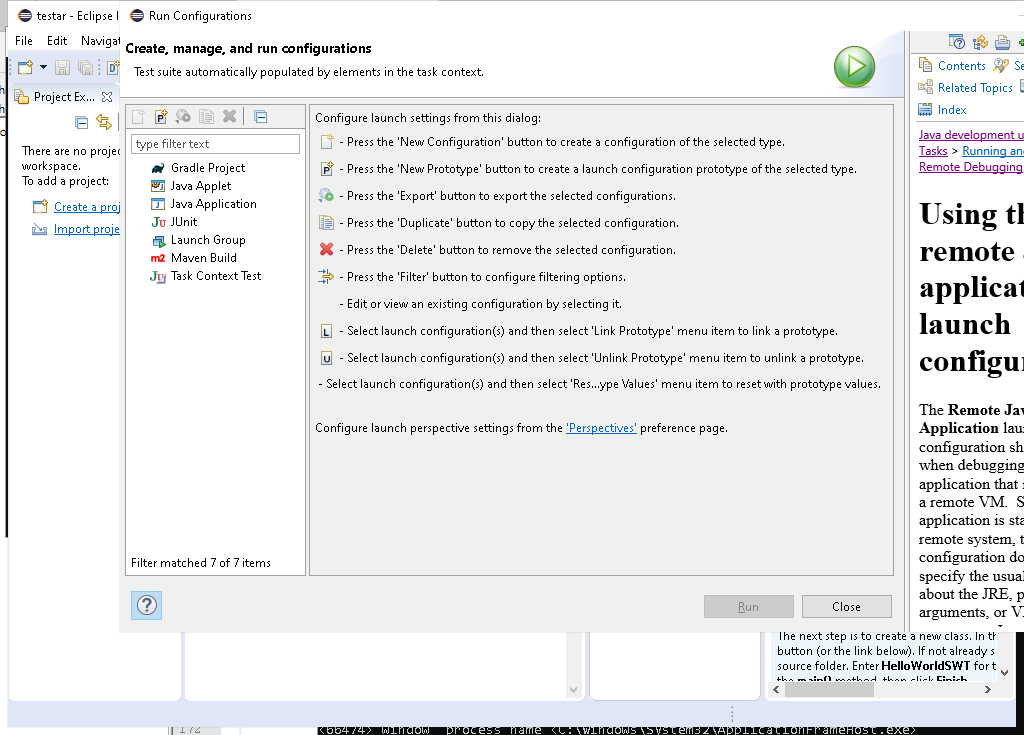 testar - Eclipse I
Run Configurations
File Edit Navigat
Create, manage, and run configurations
Test suite automatically populated by elements in the task context.
Project Ex...
There are no projec
workspace.
To add a project:
Create a proj
Import proje
type filter text
Gradle Project
Java Applet
Java Application
JUnit
Launch Group
Maven Build
Task Context Test
Filter matched 7 of 7 items
Configure launch settings from this dialog:
- Press the 'New Configuration' button to create a configuration of the selected type.
- Press the 'New Prototype' button to create a launch configuration prototype of the selected type.
- Press the 'Export' button to export the selected configurations.
- Press the 'Duplicate' button to copy the selected configuration.
- Press the 'Delete' button to remove the selected configuration.
- Press the 'Filter' button to configure filtering options.
- Edit or view an existing configuration by selecting it.
- Select launch configuration(s) and then select 'Link Prototype' menu item to link a prototype.
- Select launch configuration(s) and then select 'Unlink Prototype' menu item to unlink a prototype.
- Select launch configuration(s) and then select 'Res...ype Values' menu item to reset with prototype values.
Configure launch perspective settings from the 'Perspectives' preference page.
Run
Close
Contents Se
Related Topics
Index
Java development u
Tasks > Running and
Remote Debugging
Using th
remote
applicat
launch
configu
The Remote Jav
Application lau
configuration sh
when debugging
application that i
a remote VM. S
application is sta
remote system, t
configuration do
specify the usual
about the JRE, p
arguments, or VM
The next step is to create a new class. In th
button (or the link below). If not already s
source folder. Enter HelloWorldSWT for t
the main() method, then click Finish.
172
<66474> window process name <C:\Windows\System32\ApplicationFrameHost.exe>